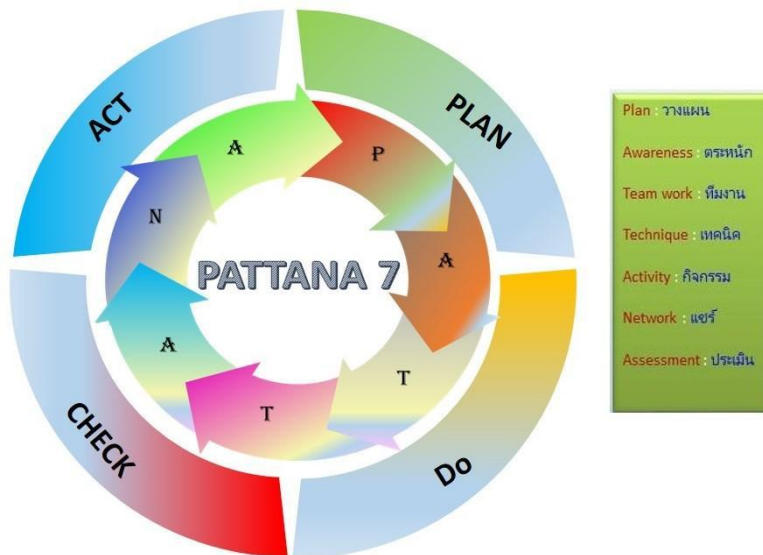 ACT
PLAN
Do
CHECK
P
A
T
T
A
N
A
PATTANA 7
Plan : วางแผน
Awareness : ตระหนัก
Team work : ทีมงาน
Technique : เทคนิค
Activity : กิจกรรม
Network : แชร์
Assessment : ประเมิน